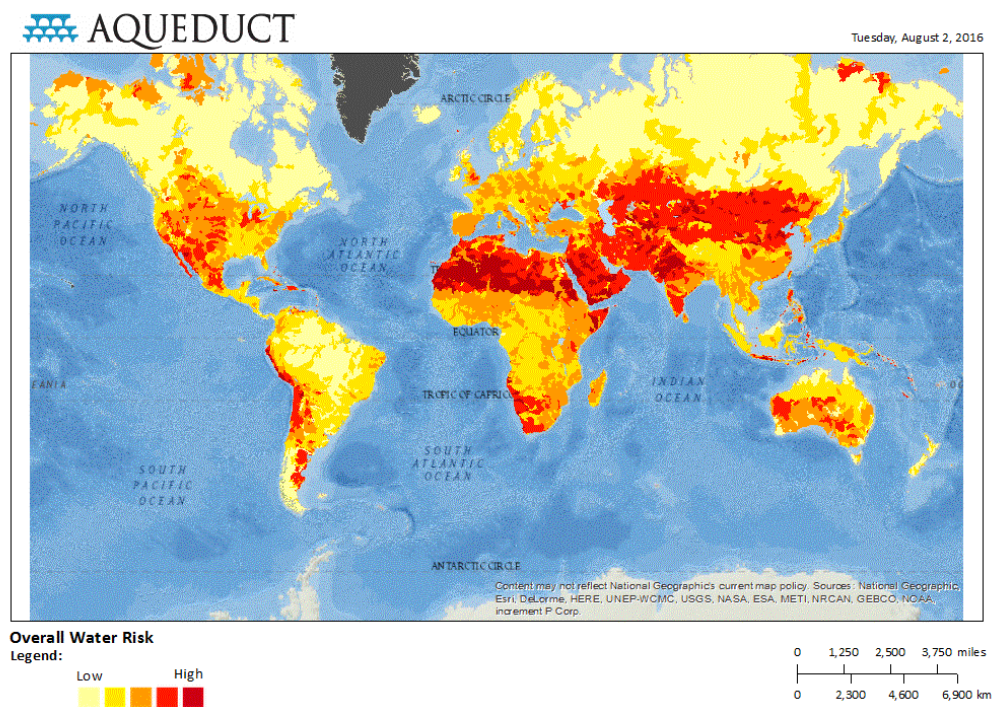 AQUEDUCT
Tuesday, August 2, 2016
ARCTIC CIRCLE
NORTH
PACIFIC
OCEAN
NORTH
ATLANTIC
OCEAN
EQUATOR
EANIA
TROPIC OF CAPRIC
INDIAN
OCEAN
SOUTH
ATLANTIC
OCEAN
SOUTH
PACIFIC
OCEAN
ANTARCTIC CIRCLE
Content may not reflect National Geographic's current map policy. Sources: National Geographic,
Esri, DeLorme, HERE, UNEP-WCMC, USGS, NASA, ESA, METI, NRCAN, GEBCO, NOAA,
increment P Corp.
Overall Water Risk
Legend:
Low High
0 1,250 2,500 3,750 miles
0 2,300 4,600 6,900 km